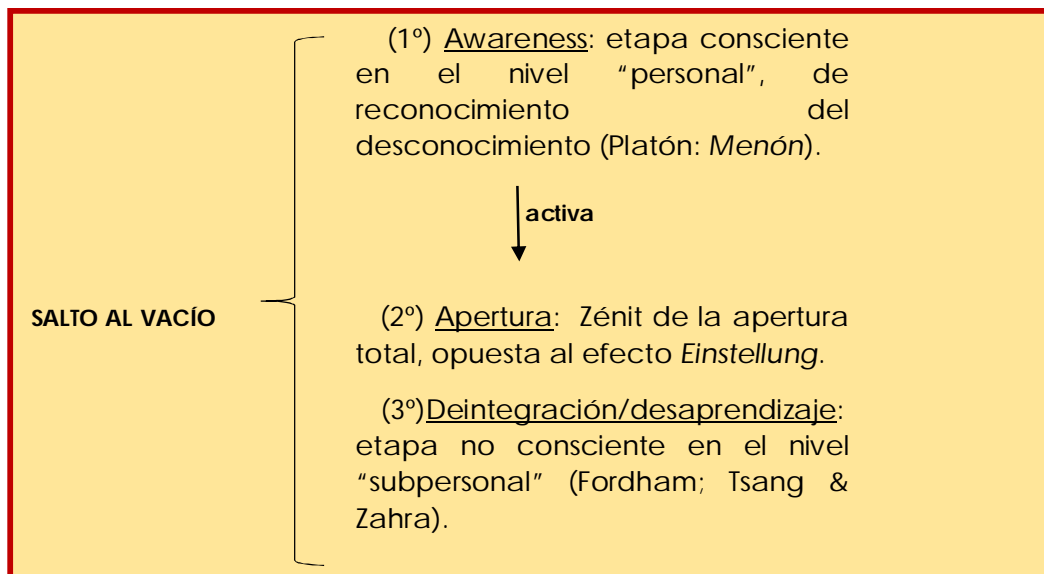 (1º) Awareness: etapa consciente
en el nivel “personal”, de
reconocimiento del
desconocimiento (Platón: Menón).
activa
SALTO AL VACÍO
(2º) Apertura: Zénit de la apertura
total, opuesta al efecto Einstellung.
(3º)Deintegración/desaprendizaje:
etapa no consciente en el nivel
“subpersonal” (Fordham; Tsang &
Zahra).